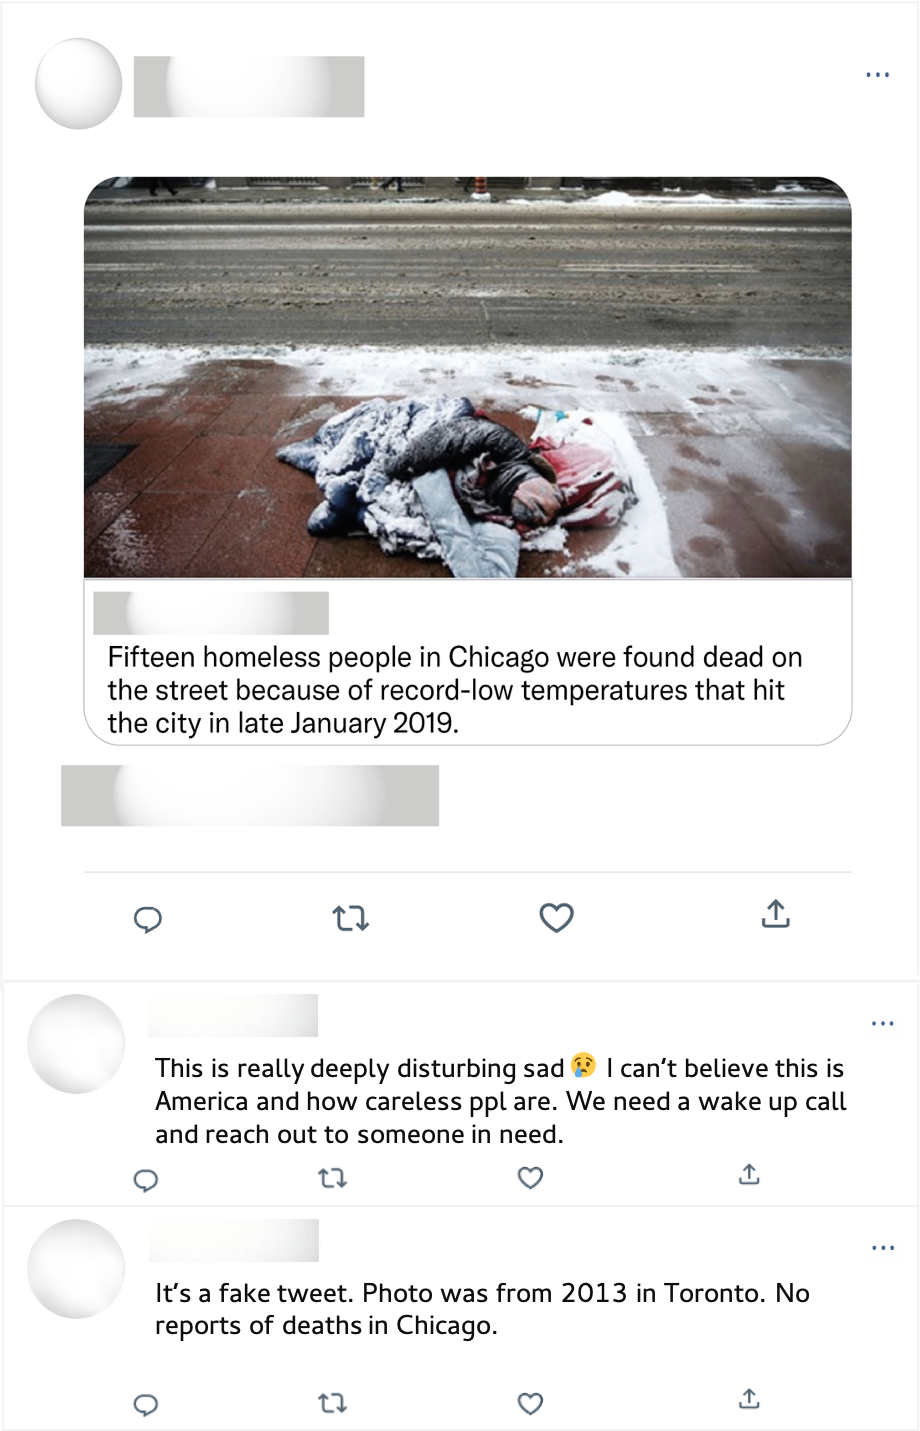 Fifteen homeless people in Chicago were found dead on
the street because of record-low temperatures that hit
the city in late January 2019.
This is really deeply disturbing sad😢 I can’t believe this is
America and how careless ppl are. We need a wake up call
and reach out to someone in need.
It’s a fake tweet. Photo was from 2013 in Toronto. No
reports of deaths in Chicago.